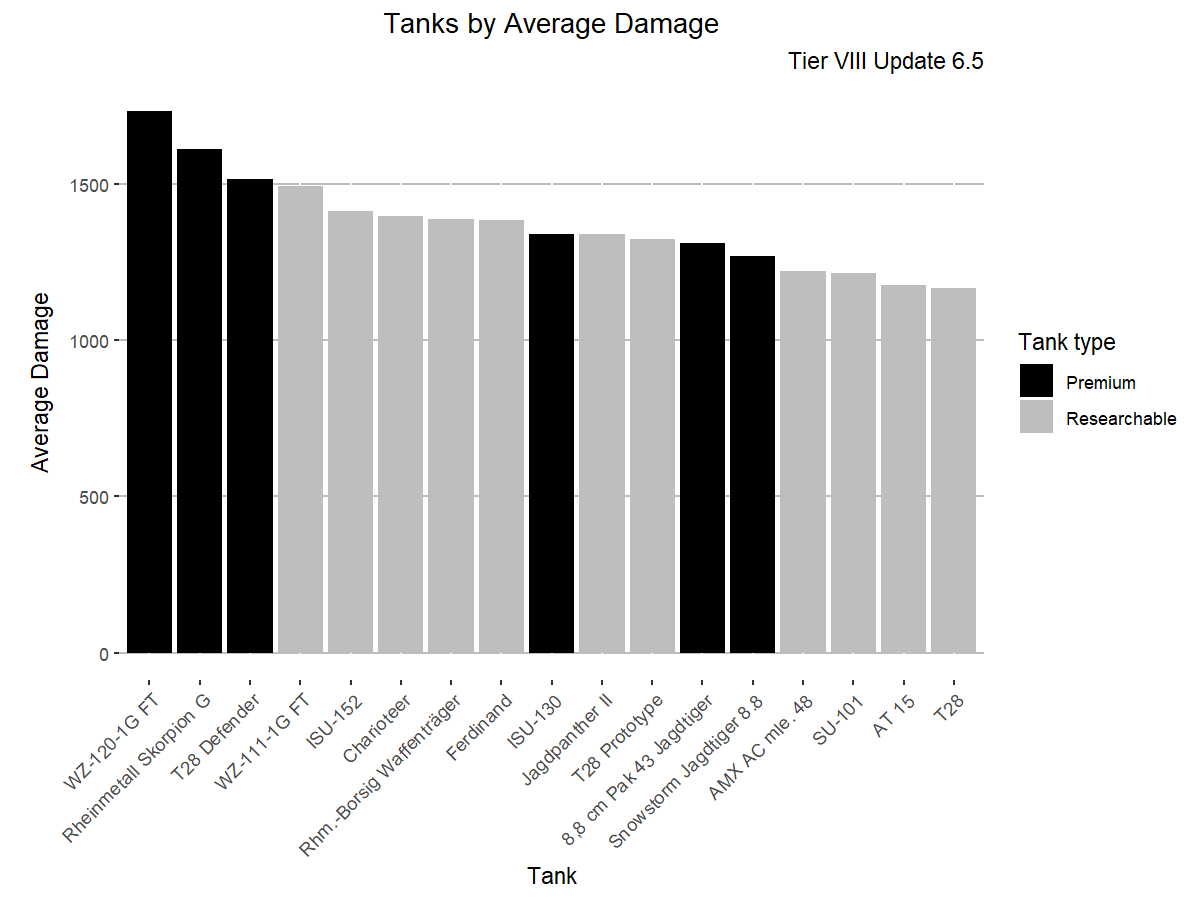 Tanks by Average Damage
Tier VIII Update 6.5
Average Damage
1500
1000
500
0
WZ-120-1G FT
Rheinmetall Skorpion G
T28 Defender
WZ-111-1G FT
ISU-152
Charioteer
Rhm.-Borsig Waffenträger
Ferdinand
ISU-130
Jagdpanther II
T28 Prototype
8,8 cm Pak 43 Jagdtiger
Snowstorm Jagdtiger 8.8
AMX AC mle. 48
SU-101
AT 15
T28
Tank
Tank type
Premium
Researchable